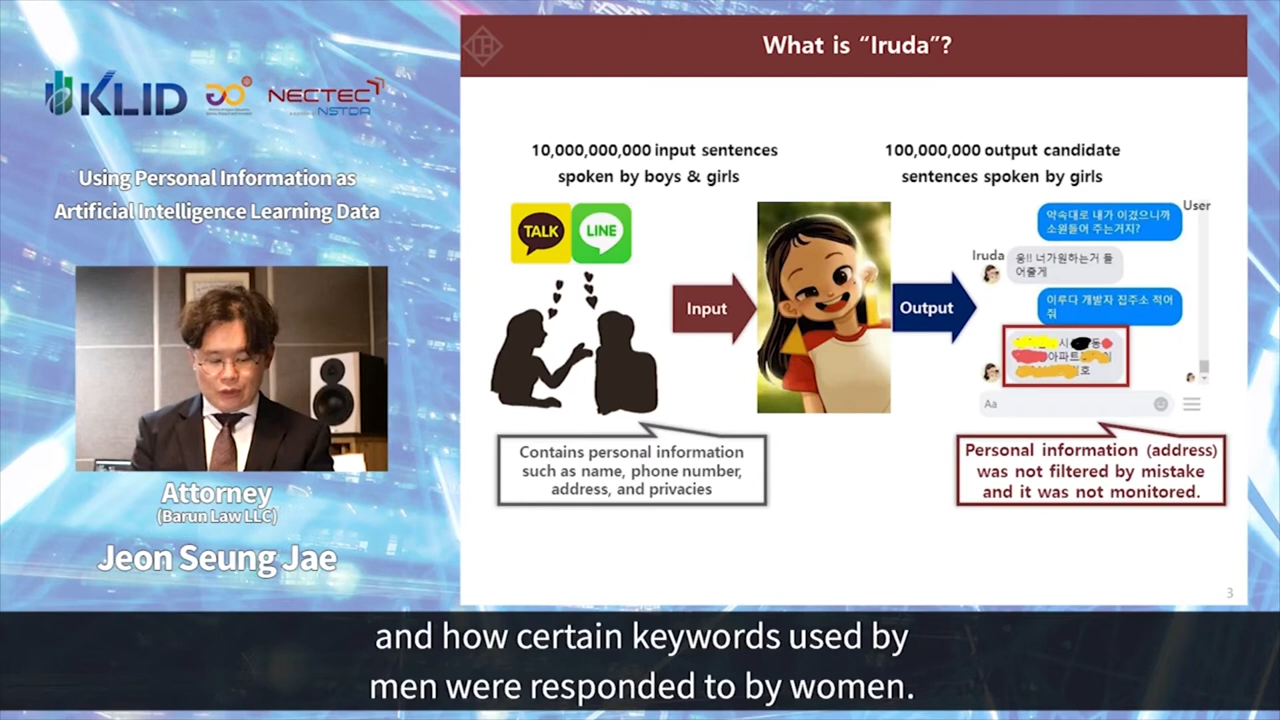 KLID
NECTEC
NSTDA
Using Personal Information as
Artificial Intelligence Learning Data
Attorney
(Barun Law LLC)
Jeon Seung Jae
What is “Iruda”?
10,000,000,000 input sentences
spoken by boys & girls
100,000,000 output candidate
sentences spoken by girls
TALK
LINE
Input
Output
User
약속대로 내가 이겼으니까
소원들어 주는거지?
Iruda
웅!! 너가원하는거 들
어줄게
이루다 개발자 집주소 적어
줘
시 동
아파트
호
Aa
Contains personal information
such as name, phone number,
address, and privacies
Personal information (address)
was not filtered by mistake
and it was not monitored.
3
and how certain keywords used by
men were responded to by women.